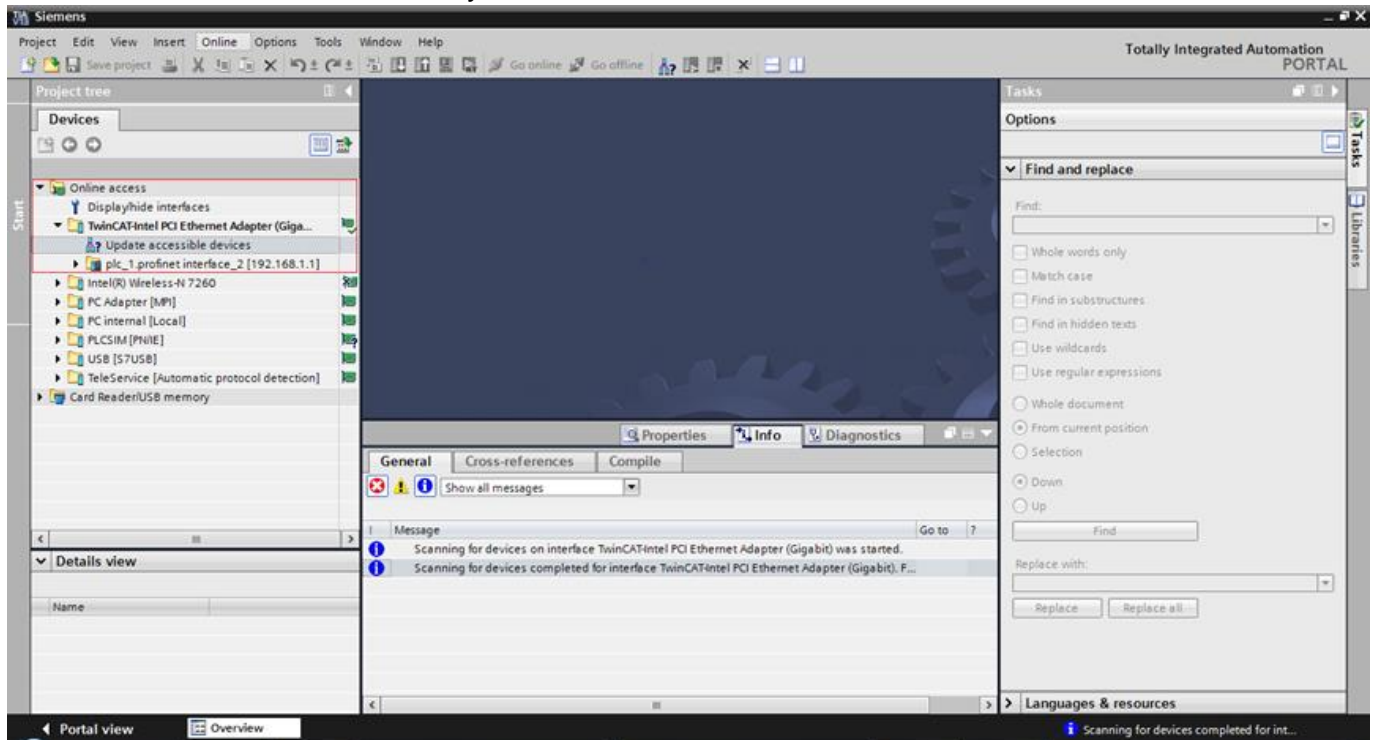 Siemens
Project Edit View Insert Online Options Tools Window Help
Totally Integrated Automation
PORTAL
Save project Go online Go offline
Project tree
Devices
Start
Online access
Display/hide interfaces
TwinCAT-Intel PCI Ethernet Adapter (Giga...
Update accessible devices
plc_1.profinet interface_2 [192.168.1.1]
Intel(R) Wireless-N 7260
PC Adapter [MPI]
PC internal [Local]
PLCSIM [PN/IE]
USB [S7USB]
TeleService [Automatic protocol detection]
Card Reader/USB memory
Details view
Name
Properties Info Diagnostics
General Cross-references Compile
Show all messages
! Message Go to ?
Scanning for devices on interface TwinCAT-Intel PCI Ethernet Adapter (Gigabit) was started.
Scanning for devices completed for interface TwinCAT-Intel PCI Ethernet Adapter (Gigabit). F...
Tasks
Options
Find and replace
Find:
Whole words only
Match case
Find in substructures
Find in hidden texts
Use wildcards
Use regular expressions
Whole document
From current position
Selection
Down
Up
Find
Replace with:
Replace Replace all
Languages & resources
Tasks
Libraries
Portal view Overview
Scanning for devices completed for int...